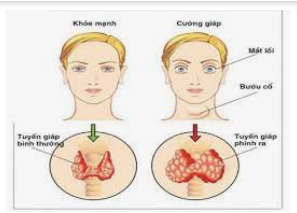 Khỏe mạnh
Cường giáp
Mắt lồi
Bướu cổ
Tuyến giáp
bình thường
Tuyến giáp
phình ra